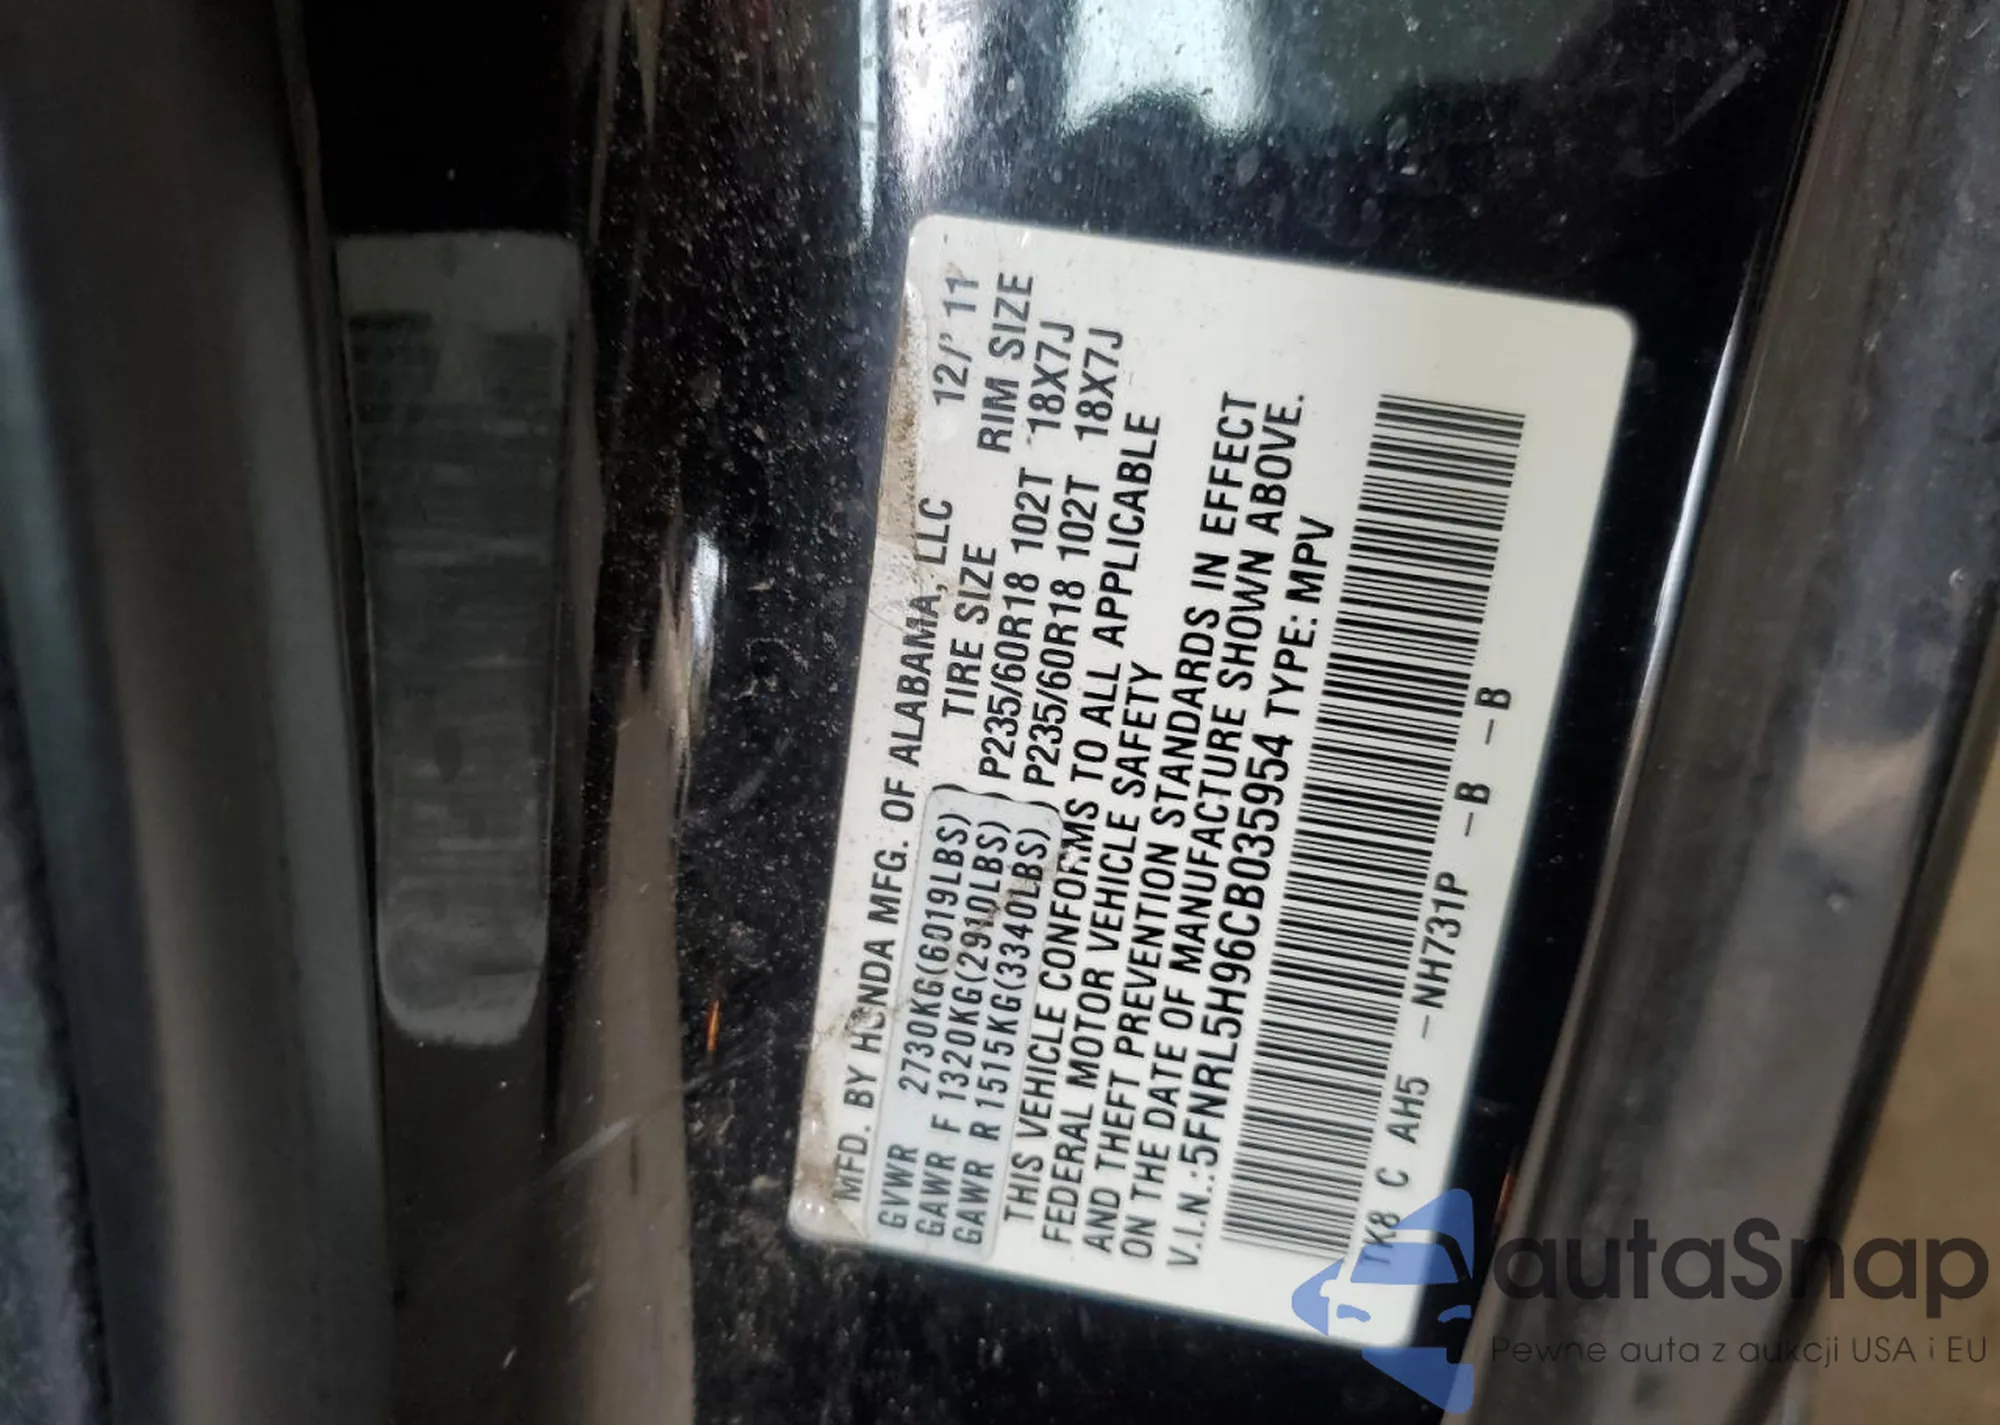 MFD. BY HONDA MFG. OF ALABAMA, LLC 12/' 11
TIRE SIZE RIM SIZE
GVWR 2730KG(6019LBS)
GAWR F 1320KG(2910LBS) P235/60R18 102T 18X7J
GAWR R 1515KG(3340LBS) P235/60R18 102T 18X7J
THIS VEHICLE CONFORMS TO ALL APPLICABLE
FEDERAL MOTOR VEHICLE SAFETY
AND THEFT PREVENTION STANDARDS IN EFFECT
ON THE DATE OF MANUFACTURE SHOWN ABOVE.
V.I.N.:5FNRL5H96CB035954 TYPE: MPV
TK8 C AH5 -NH731P -B -B
autaSnap
Pewne auta z aukcji USA i EU